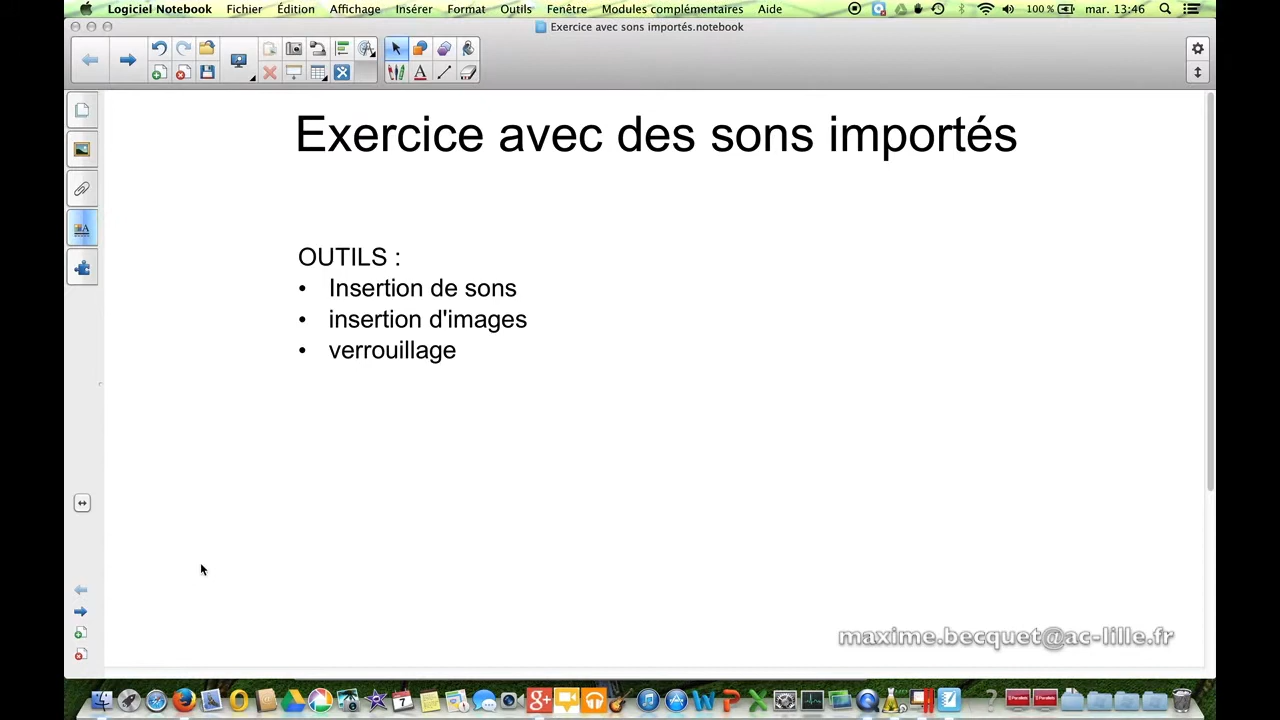 Logiciel Notebook Fichier Édition Affichage Insérer Format Outils Fenêtre Modules complémentaires Aide 100 % mar. 13:46
Exercice avec sons importés.notebook
Exercice avec des sons importés
OUTILS :
• Insertion de sons
• insertion d'images
• verrouillage
maxime.becquet@ac-lille.fr